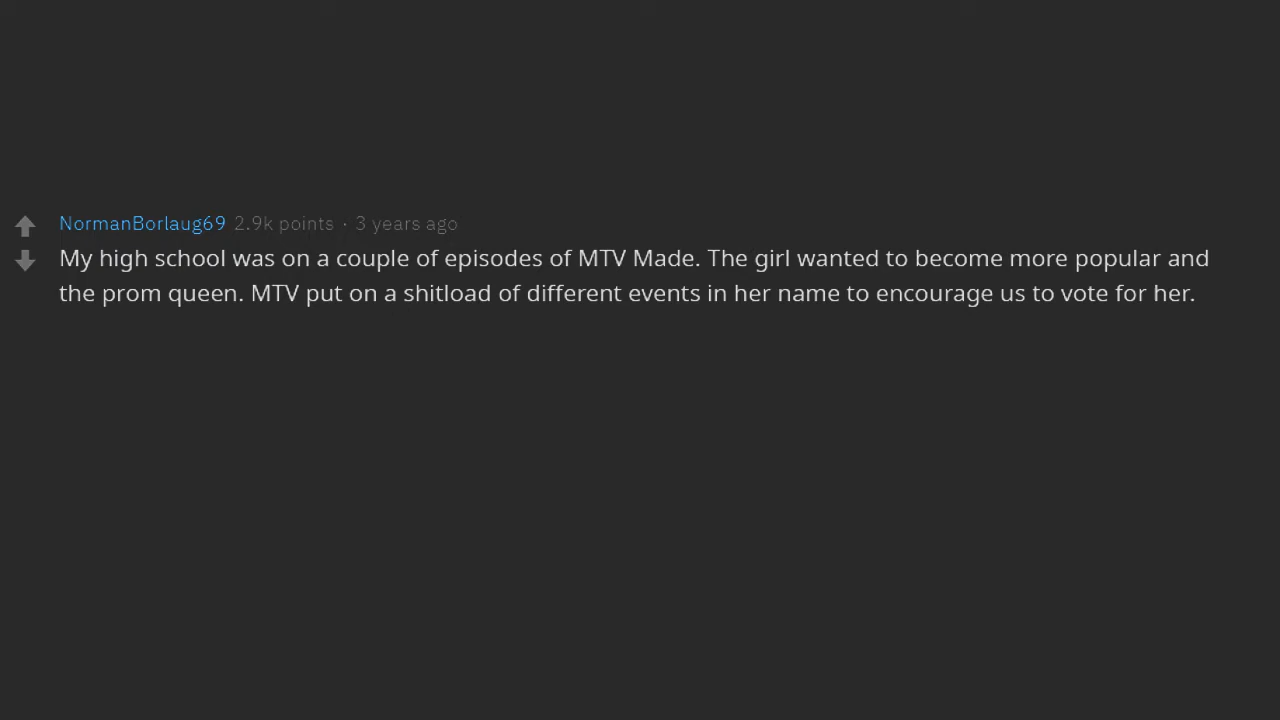 NormanBorlaug69 2.9k points · 3 years ago
My high school was on a couple of episodes of MTV Made. The girl wanted to become more popular and
the prom queen. MTV put on a shitload of different events in her name to encourage us to vote for her.